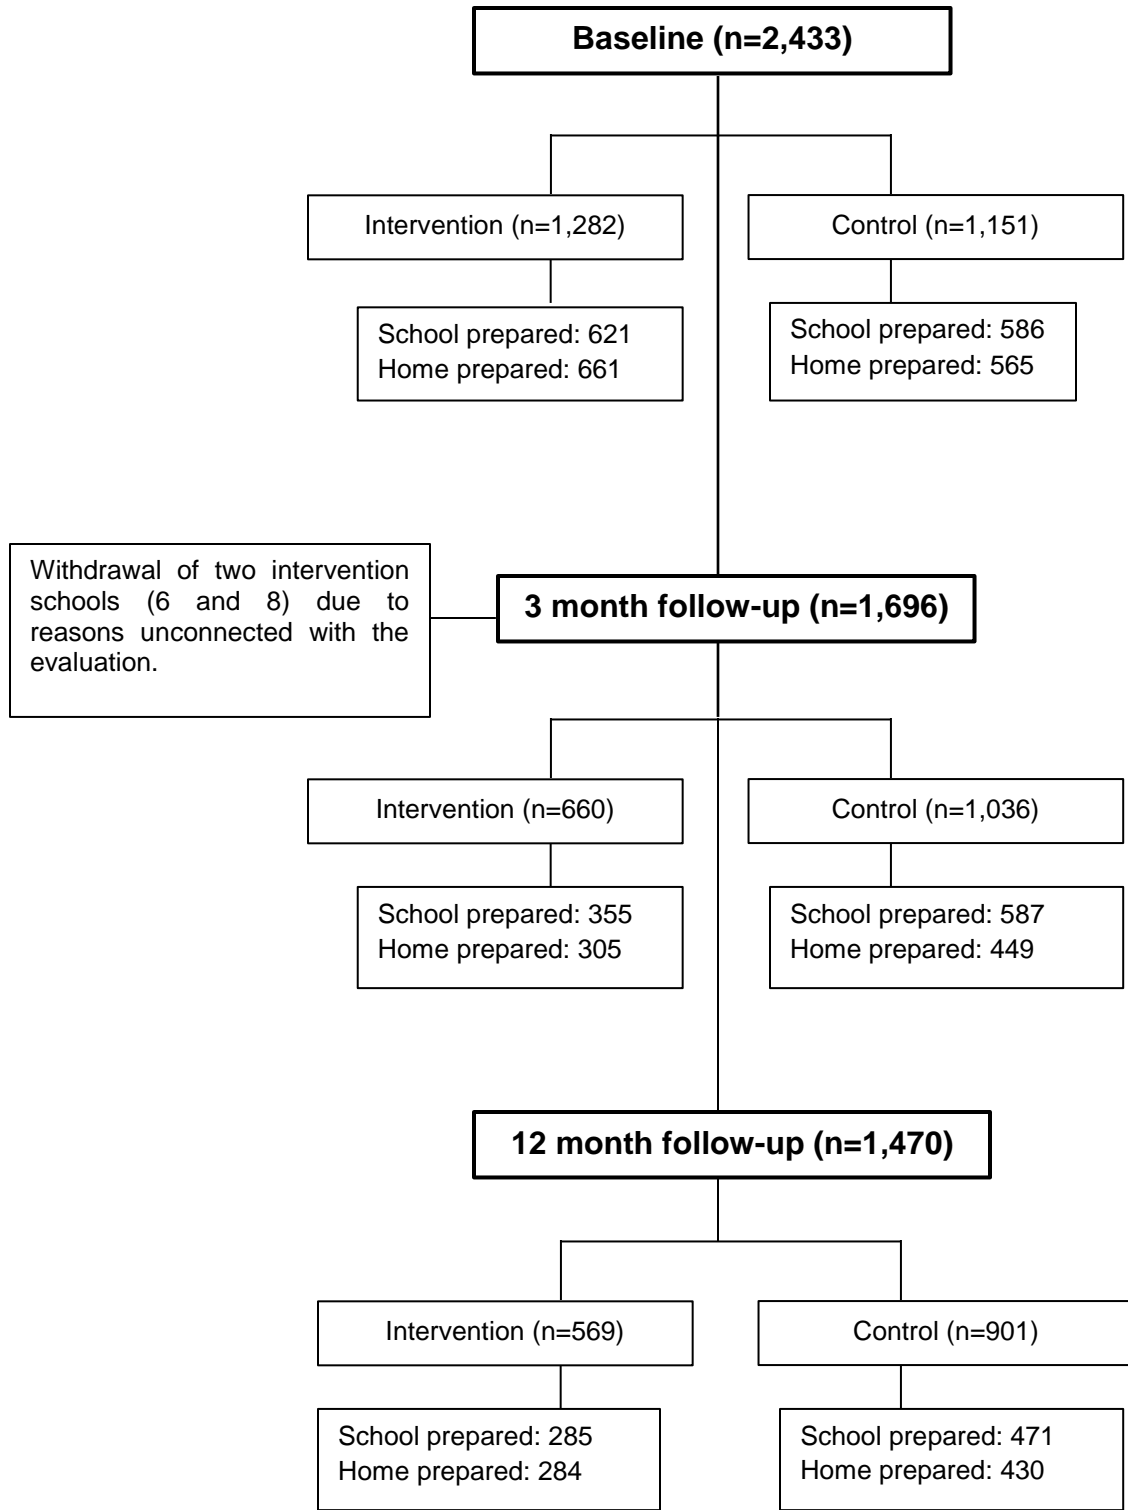 Baseline (n=2,433)
Intervention (n=1,282)
Control (n=1,151)
School prepared: 621
Home prepared: 661
School prepared: 586
Home prepared: 565
Withdrawal of two intervention
schools (6 and 8) due to
reasons unconnected with the
evaluation.
3 month follow-up (n=1,696)
Intervention (n=660)
Control (n=1,036)
School prepared: 355
Home prepared: 305
School prepared: 587
Home prepared: 449
12 month follow-up (n=1,470)
Intervention (n=569)
Control (n=901)
School prepared: 285
Home prepared: 284
School prepared: 471
Home prepared: 430